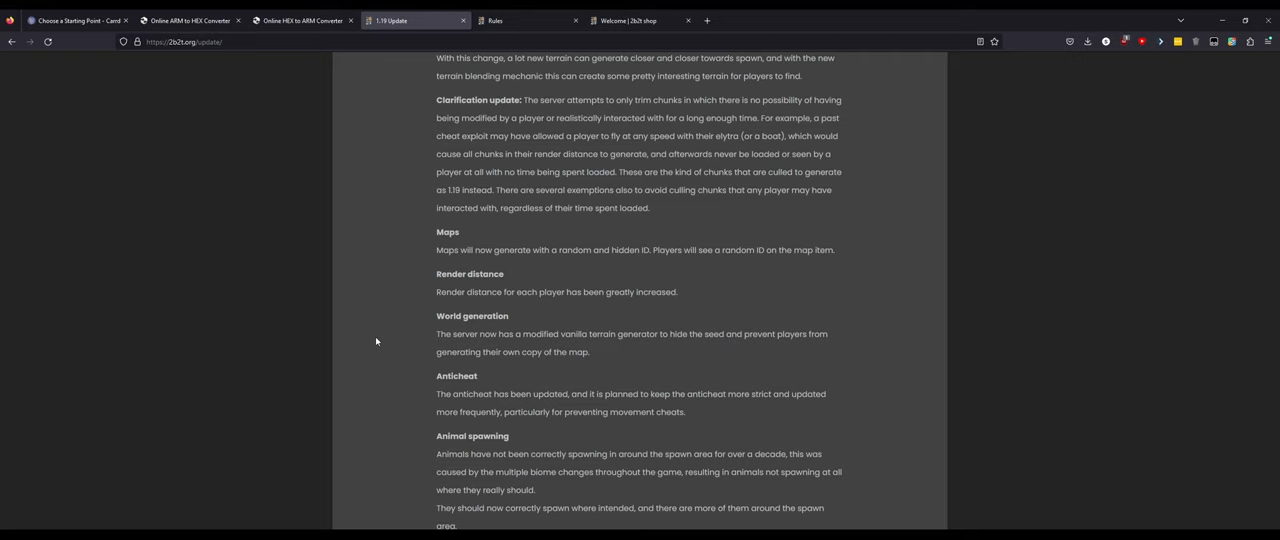 Choose a Starting Point - Carrd
Online ARM to HEX Converter
Online HEX to ARM Converter
1.19 Update
Rules
Welcome | 2b2t shop
https://2b2t.org/update/
With this change, a lot new terrain can generate closer and closer towards spawn, and with the new
terrain blending mechanic this can create some pretty interesting terrain for players to find.
Clarification update: The server attempts to only trim chunks in which there is no possibility of having
being modified by a player or realistically interacted with for a long enough time. For example, a past
cheat exploit may have allowed a player to fly at any speed with their elytra (or a boat), which would
cause all chunks in their render distance to generate, and afterwards never be loaded or seen by a
player at all with no time being spent loaded. These are the kind of chunks that are culled to generate
as 1.19 instead. There are several exemptions also to avoid culling chunks that any player may have
interacted with, regardless of their time spent loaded.
Maps
Maps will now generate with a random and hidden ID. Players will see a random ID on the map item.
Render distance
Render distance for each player has been greatly increased.
World generation
The server now has a modified vanilla terrain generator to hide the seed and prevent players from
generating their own copy of the map.
Anticheat
The anticheat has been updated, and it is planned to keep the anticheat more strict and updated
more frequently, particularly for preventing movement cheats.
Animal spawning
Animals have not been correctly spawning in around the spawn area for over a decade, this was
caused by the multiple biome changes throughout the game, resulting in animals not spawning at all
where they really should.
They should now correctly spawn where intended, and there are more of them around the spawn
area.